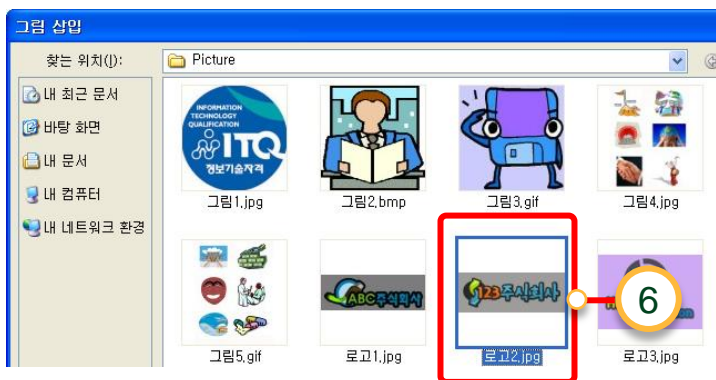 그림 삽입
찾는 위치(I):
Picture
내 최근 문서
바탕 화면
내 문서
내 컴퓨터
내 네트워크 환경
INFORMATION
TECHNOLOGY
QUALIFICATION
ITQ
정보기술자격
그림1.jpg
그림2.bmp
그림3.gif
그림4.jpg
ABC주식회사
123주식회사
6
그림5.gif
로고1.jpg
로고2.jpg
로고3.jpg